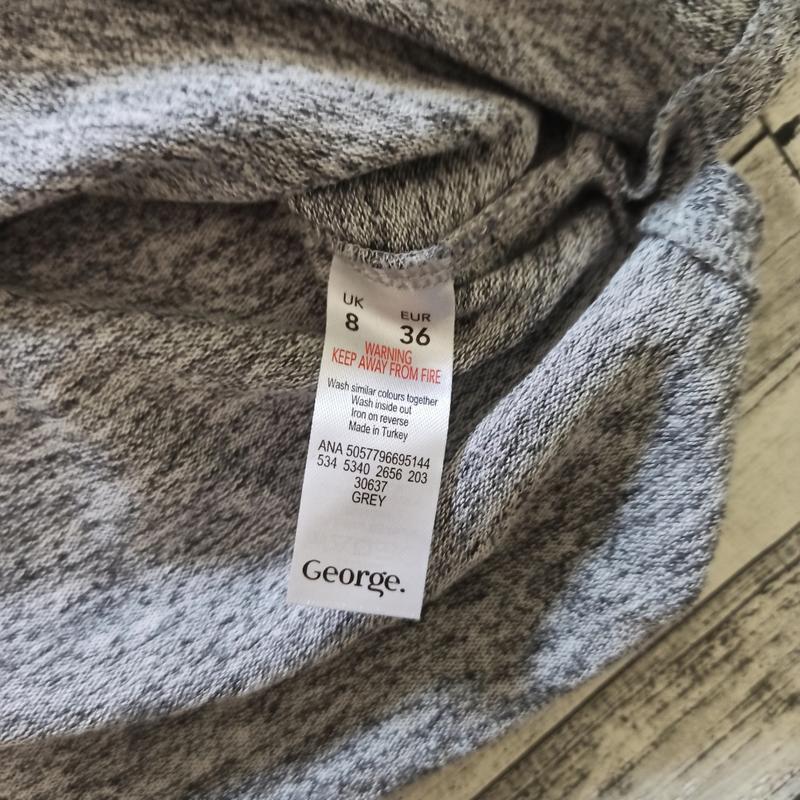 UK EUR
8 36
WARNING
KEEP AWAY FROM FIRE
Wash similar colours together
Wash inside out
Iron on reverse
Made in Turkey
ANA 5057796695144
534 5340 2656 203
30637
GREY
George.